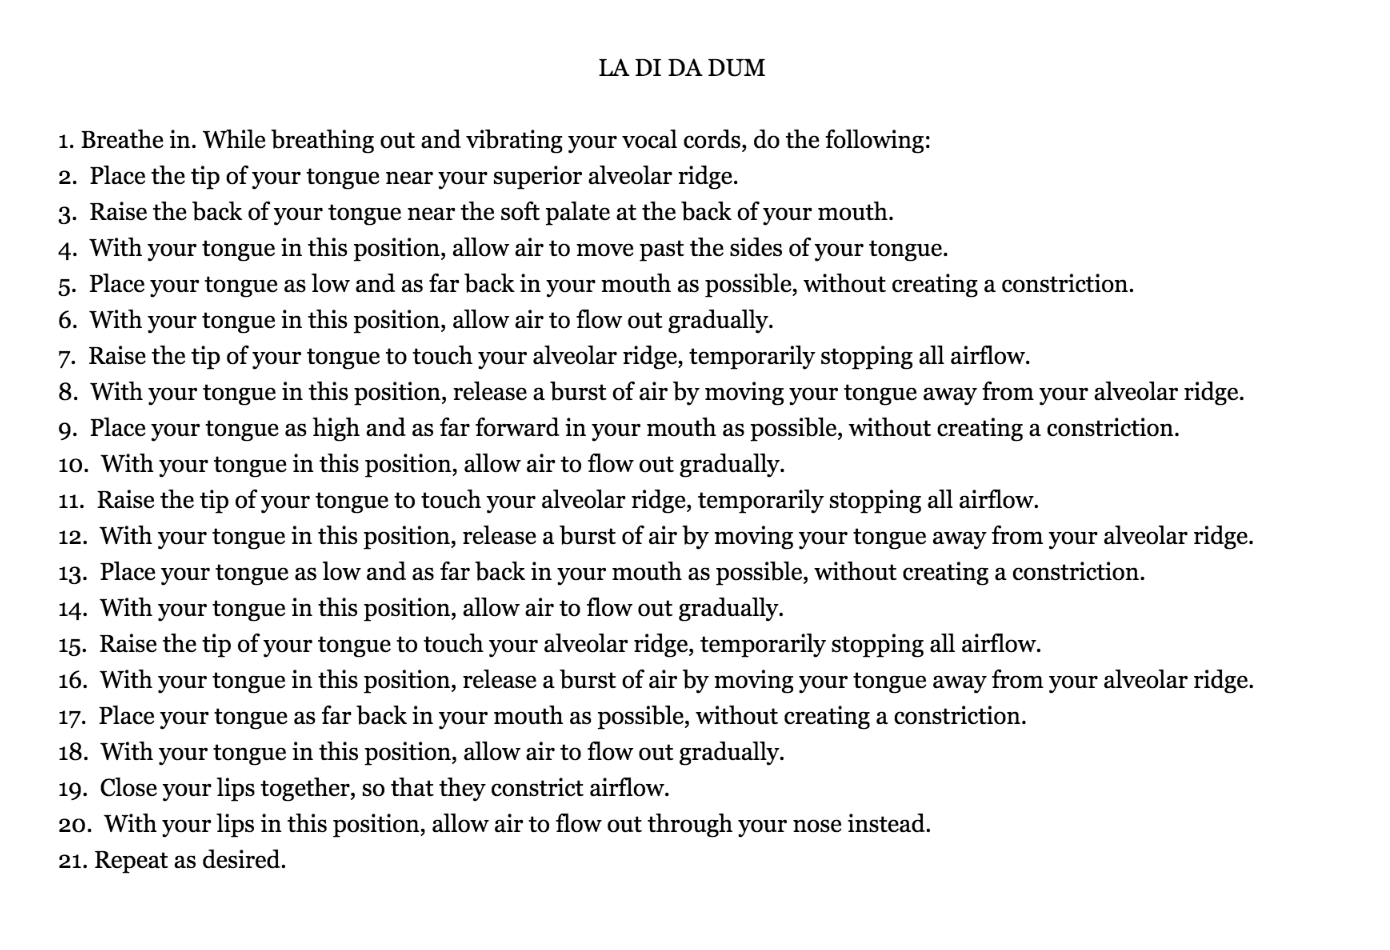 LA DI DA DUM
1. Breathe in. While breathing out and vibrating your vocal cords, do the following:
2. Place the tip of your tongue near your superior alveolar ridge.
3. Raise the back of your tongue near the soft palate at the back of your mouth.
4. With your tongue in this position, allow air to move past the sides of your tongue.
5. Place your tongue as low and as far back in your mouth as possible, without creating a constriction.
6. With your tongue in this position, allow air to flow out gradually.
7. Raise the tip of your tongue to touch your alveolar ridge, temporarily stopping all airflow.
8. With your tongue in this position, release a burst of air by moving your tongue away from your alveolar ridge.
9. Place your tongue as high and as far forward in your mouth as possible, without creating a constriction.
10. With your tongue in this position, allow air to flow out gradually.
11. Raise the tip of your tongue to touch your alveolar ridge, temporarily stopping all airflow.
12. With your tongue in this position, release a burst of air by moving your tongue away from your alveolar ridge.
13. Place your tongue as low and as far back in your mouth as possible, without creating a constriction.
14. With your tongue in this position, allow air to flow out gradually.
15. Raise the tip of your tongue to touch your alveolar ridge, temporarily stopping all airflow.
16. With your tongue in this position, release a burst of air by moving your tongue away from your alveolar ridge.
17. Place your tongue as far back in your mouth as possible, without creating a constriction.
18. With your tongue in this position, allow air to flow out gradually.
19. Close your lips together, so that they constrict airflow.
20. With your lips in this position, allow air to flow out through your nose instead.
21. Repeat as desired.